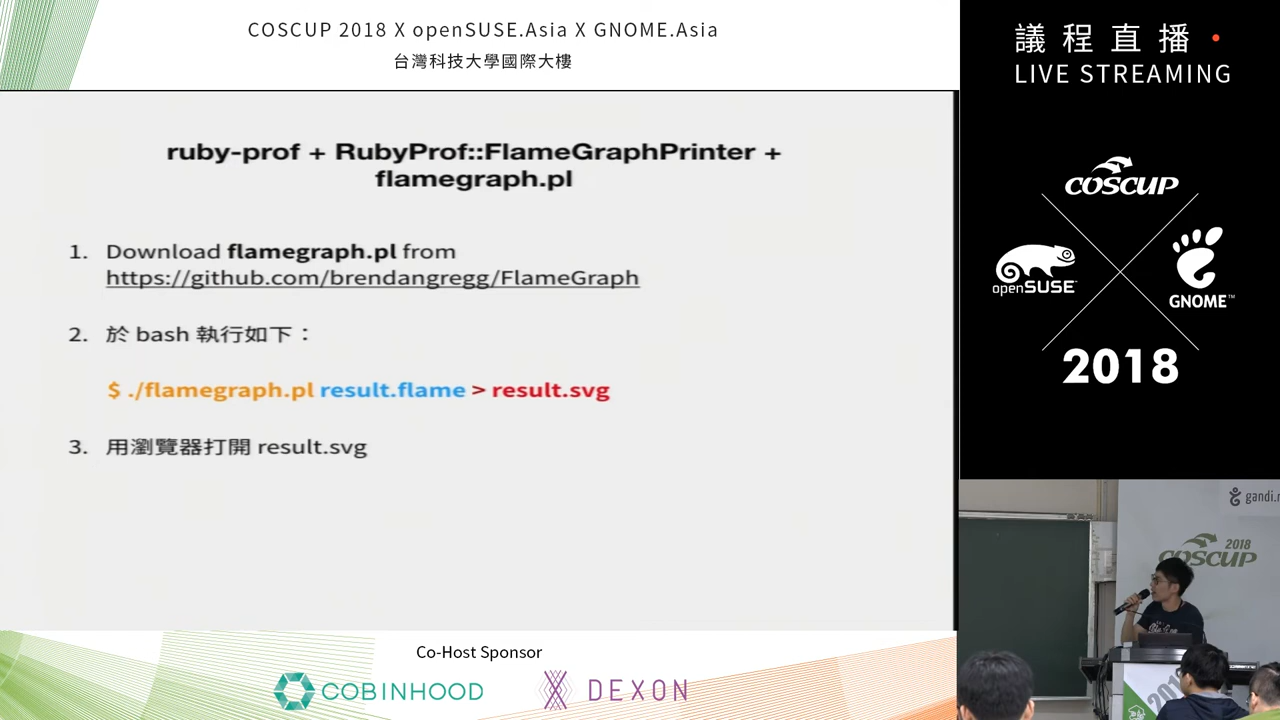 COSCUP 2018 X openSUSE.Asia X GNOME.Asia
台灣科技大學國際大樓
ruby-prof + RubyProf::FlameGraphPrinter +
flamegraph.pl
1. Download flamegraph.pl from
https://github.com/brendangregg/FlameGraph
2. 於 bash 執行如下：
$ ./flamegraph.pl result.flame > result.svg
3. 用瀏覽器打開 result.svg
Co-Host Sponsor
COBINHOOD
DEXON
議程直播
LIVE STREAMING
COSCUP
openSUSE
GNOME™
2018
gandi.
2018
COSCUP